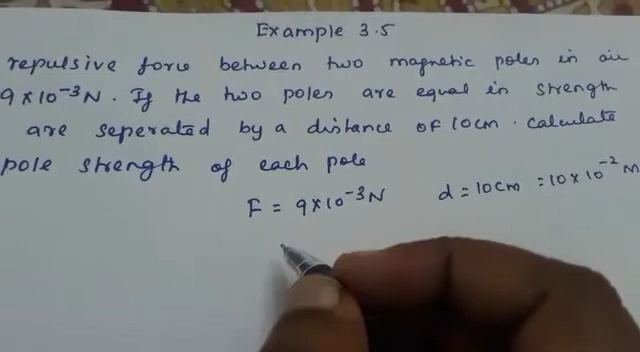 Example 3.5
repulsive force between two magnetic poles in air
9×10⁻³N. If the two poles are equal in strength
are seperated by a distance of 10cm. calculate
pole strength of each pole
F = 9×10⁻³N d = 10cm = 10×10⁻² M